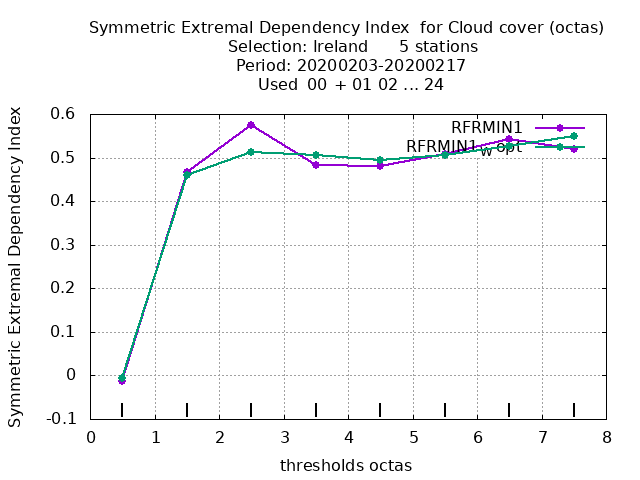 Symmetric Extremal Dependency Index for Cloud cover (octas)
Selection: Ireland 5 stations
Period: 20200203-20200217
Used 00 + 01 02 ... 24
Symmetric Extremal Dependency Index
0.6
0.5
0.4
0.3
0.2
0.1
0
-0.1
RFRMIN1
RFRMIN1 w opt
0 1 2 3 4 5 6 7 8
thresholds octas